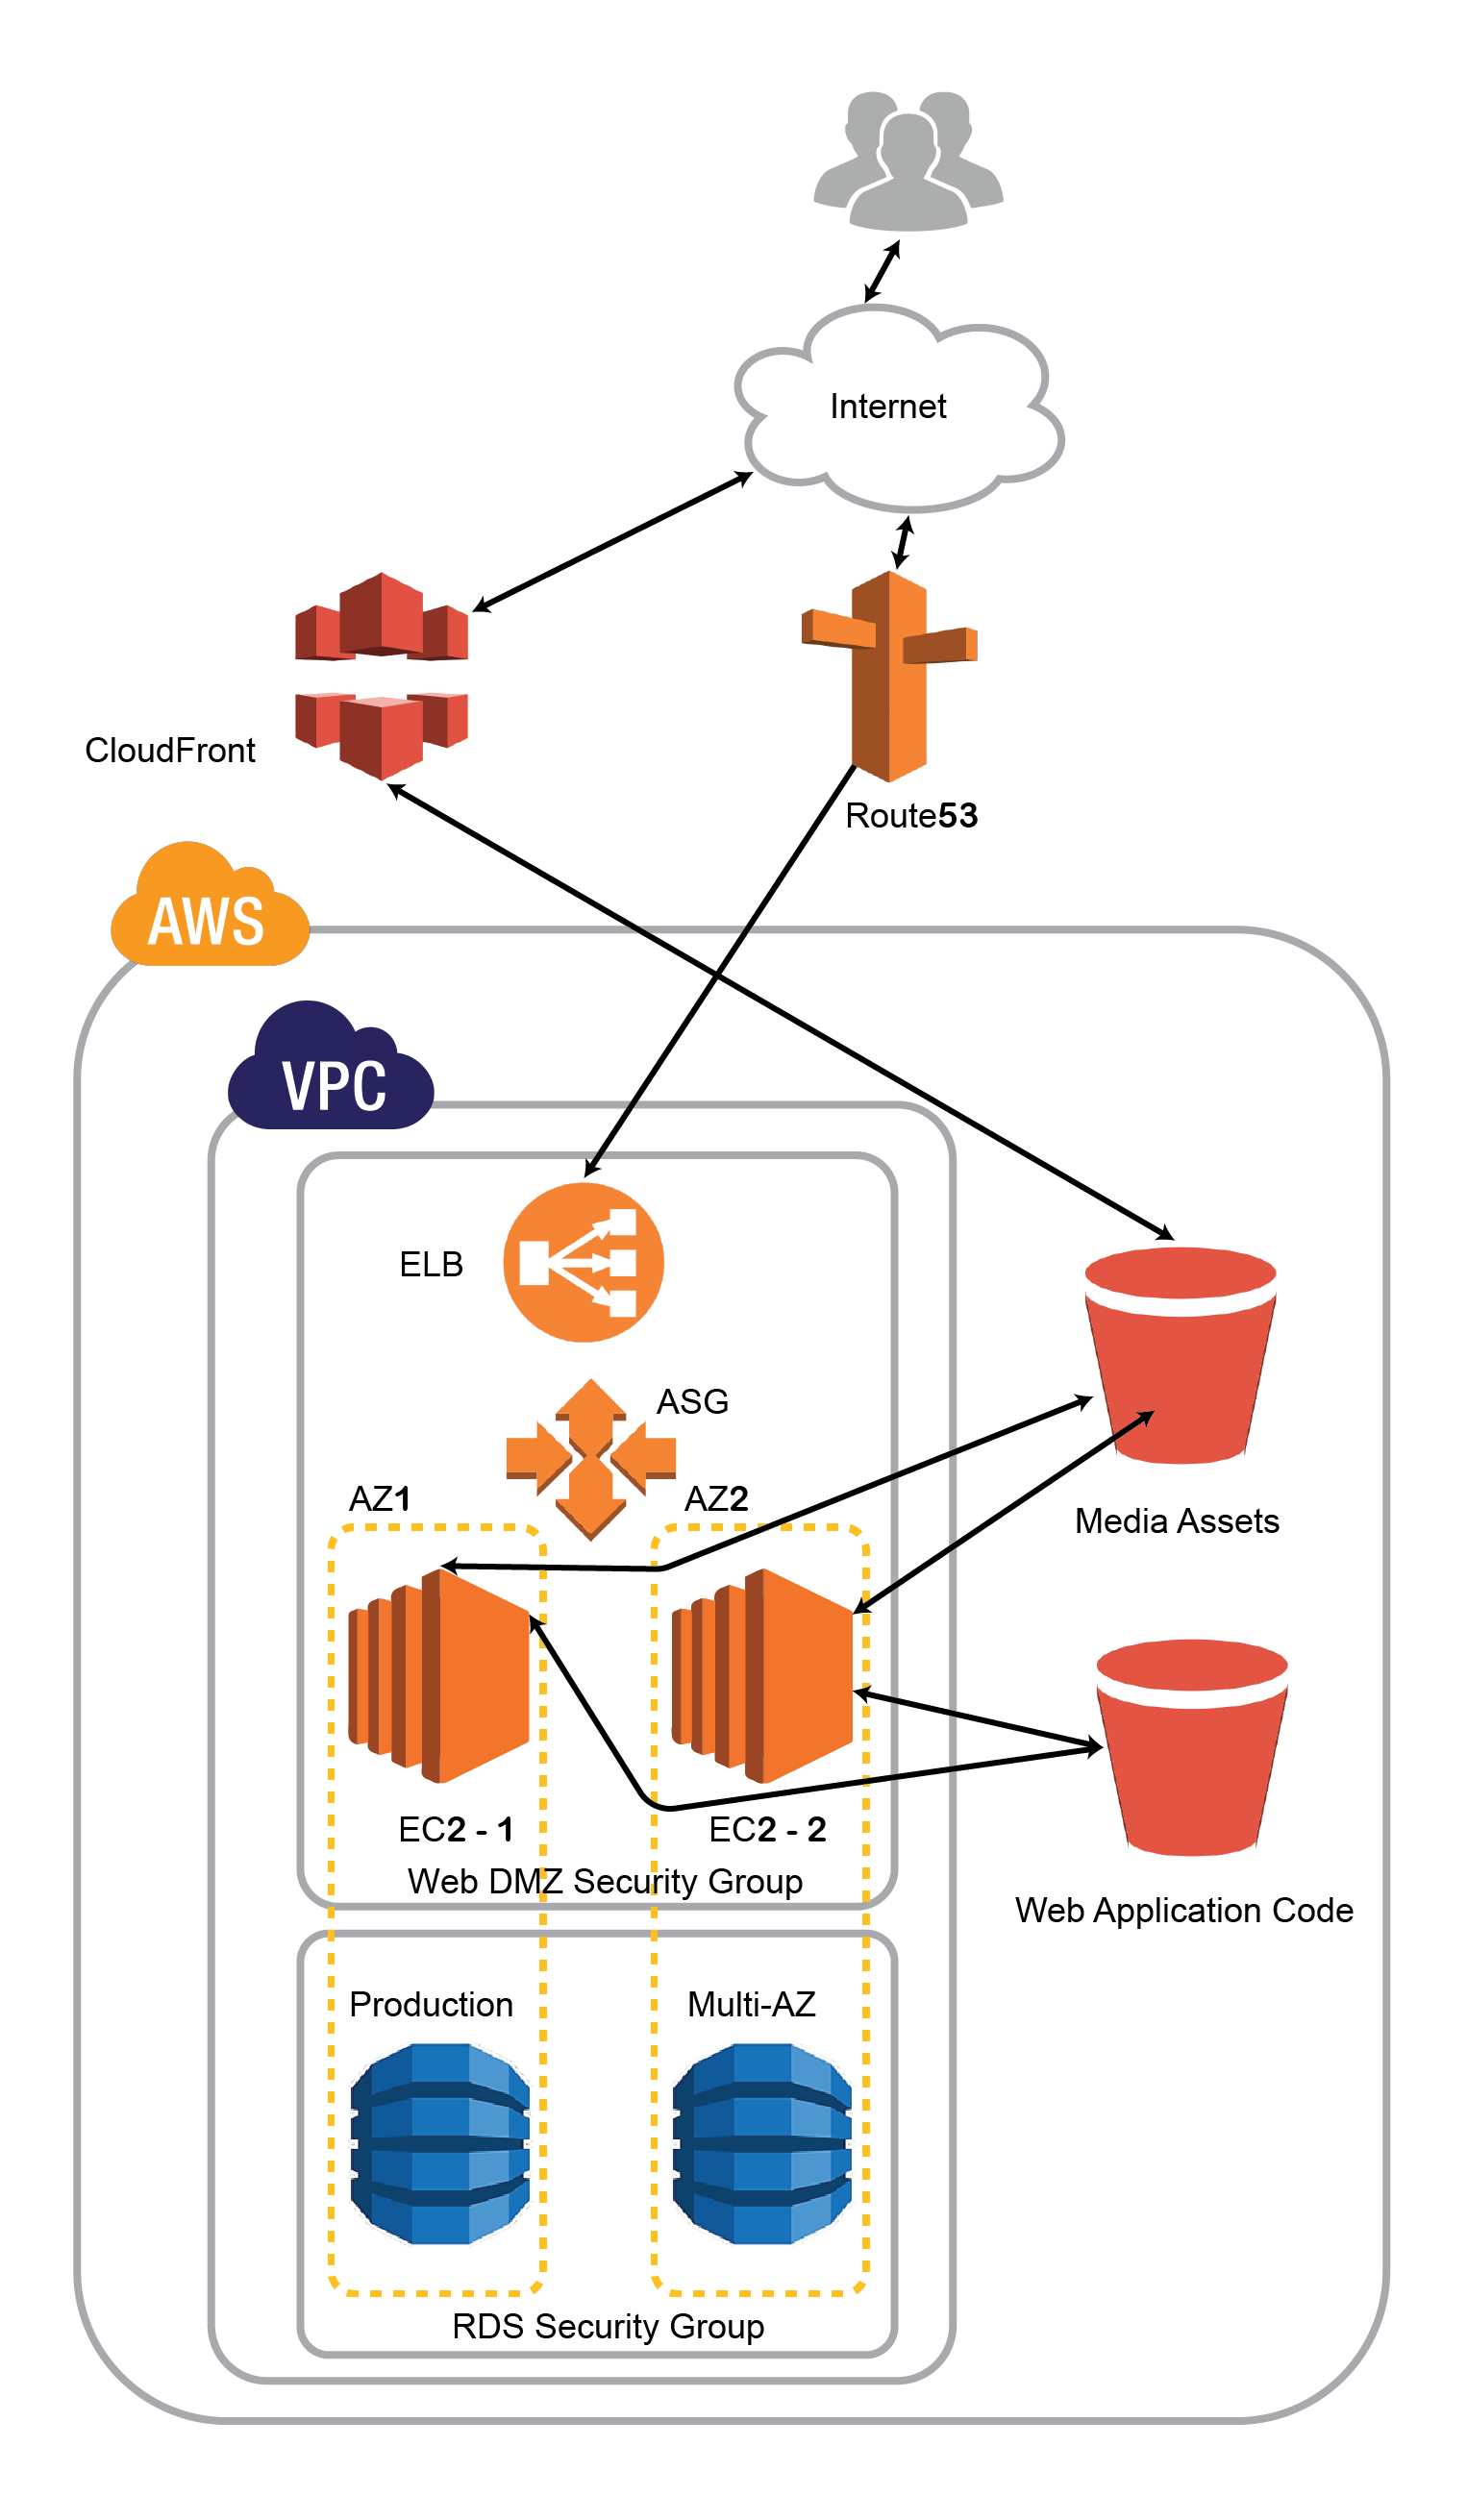 Internet
CloudFront
Route53
AWS
VPC
ELB
ASG
AZ1
AZ2
Media Assets
EC2 - 1
EC2 - 2
Web DMZ Security Group
Web Application Code
Production
Multi-AZ
RDS Security Group